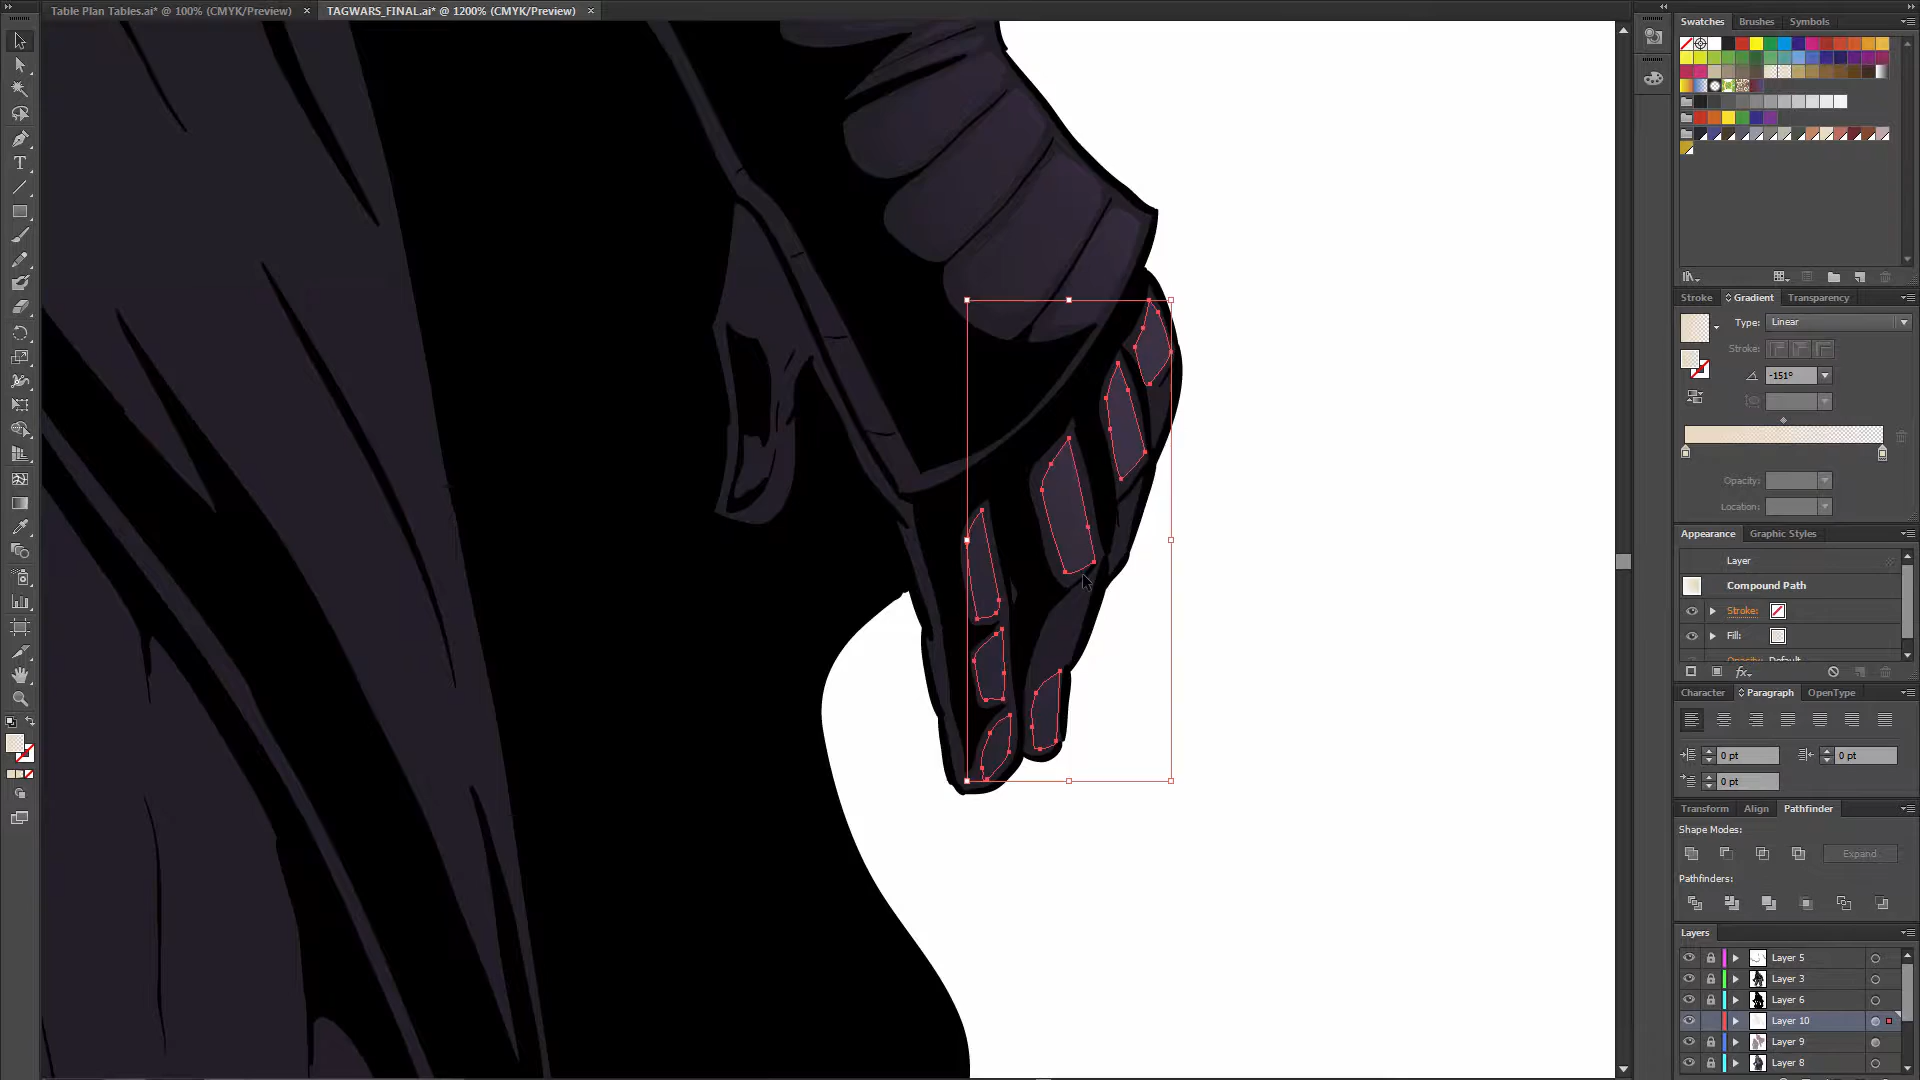 Table Plan Tables.ai* @ 100% (CMYK/Preview) × TAGWARS_FINAL.ai* @ 1200% (CMYK/Preview) ×
Swatches Brushes Symbols
Stroke Gradient Transparency
Type: Linear
Stroke:
-151°
Opacity:
Location:
Appearance Graphic Styles
Layer
Compound Path
Stroke:
Fill:
Opacity: Default
fx
Character Paragraph OpenType
0 pt 0 pt
0 pt
Transform Align Pathfinder
Shape Modes:
Expand
Pathfinders:
Layers
Layer 5
Layer 3
Layer 6
Layer 10
Layer 9
Layer 8